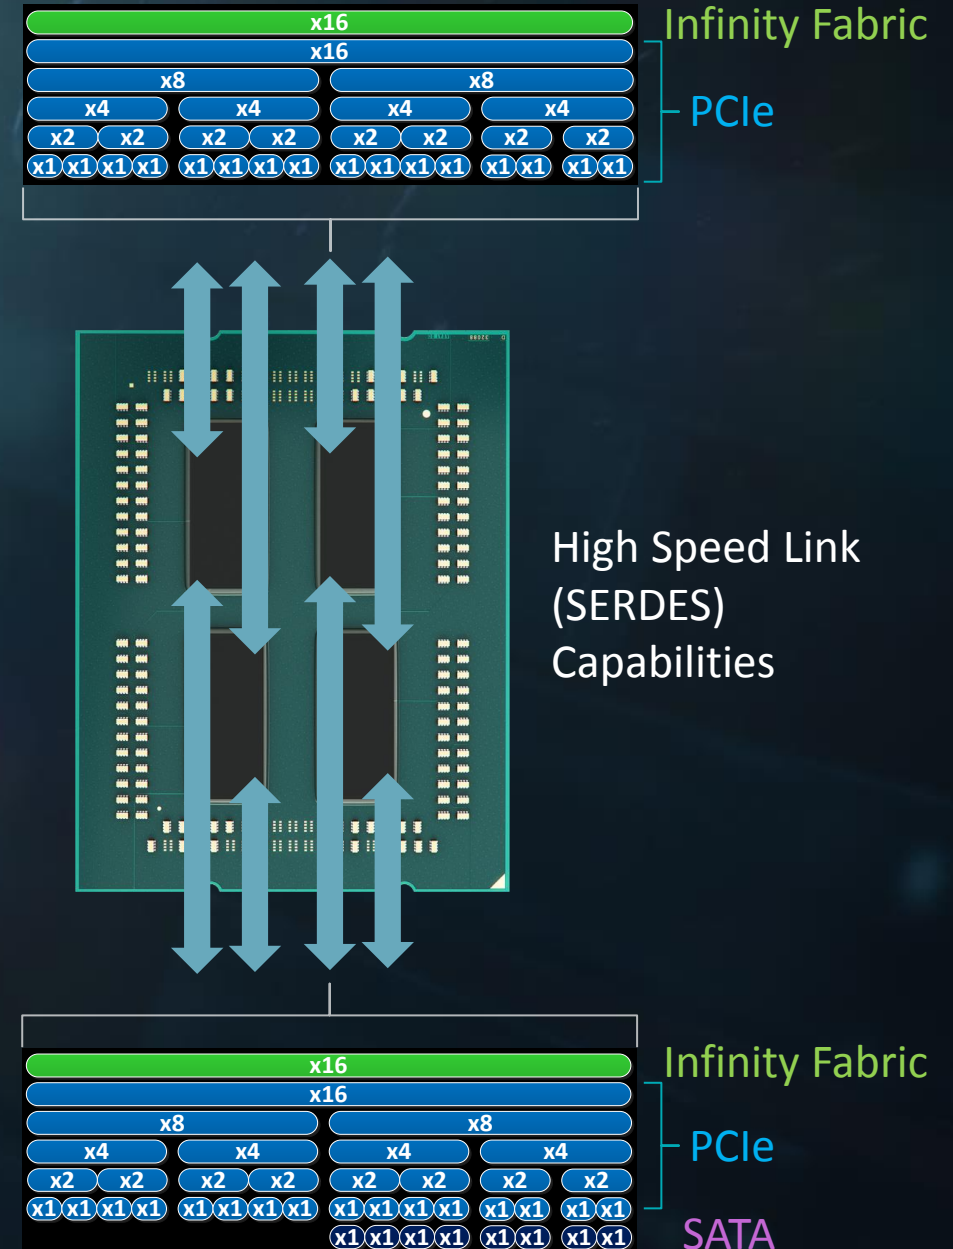 x16
Infinity Fabric
x16
x8 x8
x4 x4 x4 x4
PCIe
x2 x2 x2 x2 x2 x2 x2 x2
x1 x1 x1 x1 x1 x1 x1 x1 x1 x1 x1 x1 x1 x1 x1 x1
High Speed Link
(SERDES)
Capabilities
x16
Infinity Fabric
x16
x8 x8
x4 x4 x4 x4
PCIe
x2 x2 x2 x2 x2 x2 x2 x2
x1 x1 x1 x1 x1 x1 x1 x1 x1 x1 x1 x1 x1 x1 x1 x1
x1 x1 x1 x1 x1 x1 x1 x1
SATA